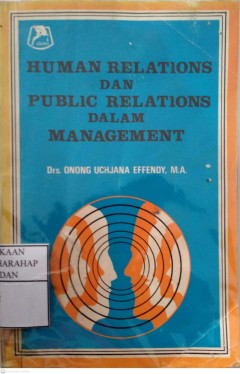 HUMAN RELATIONS
DAN
PUBLIC RELATIONS
DALAM
MANAGEMENT
Drs. ONONG UCHJANA EFFENDY, M.A.
KAAN
HARAHAP
DAN